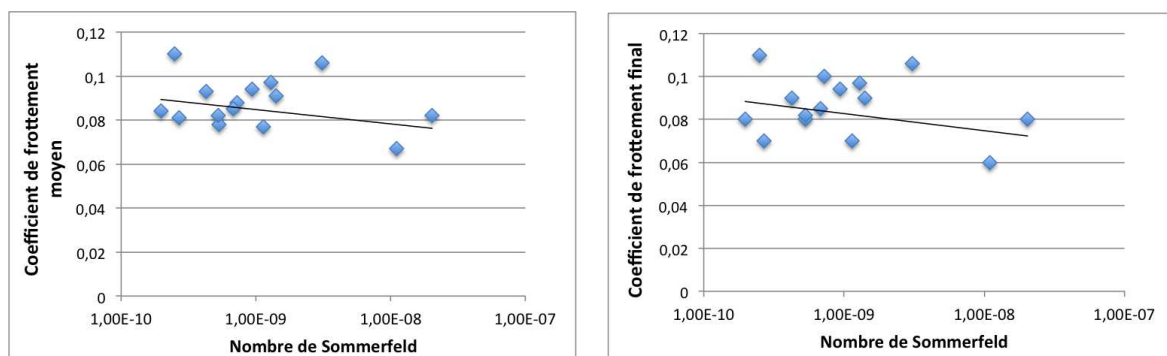 0,12
0,1
0,08
0,06
0,04
0,02
0
Coefficient de frottement
moyen
1,00E-10
1,00E-09
1,00E-08
1,00E-07
Nombre de Sommerfeld
0,12
0,1
0,08
0,06
0,04
0,02
0
Coefficient de frottement final
1,00E-10
1,00E-09
1,00E-08
1,00E-07
Nombre de Sommerfeld